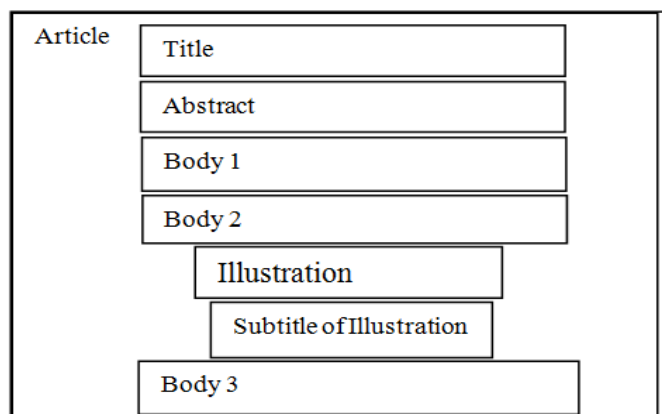 Article
Title
Abstract
Body 1
Body 2
Illustration
Subtitle of Illustration
Body 3